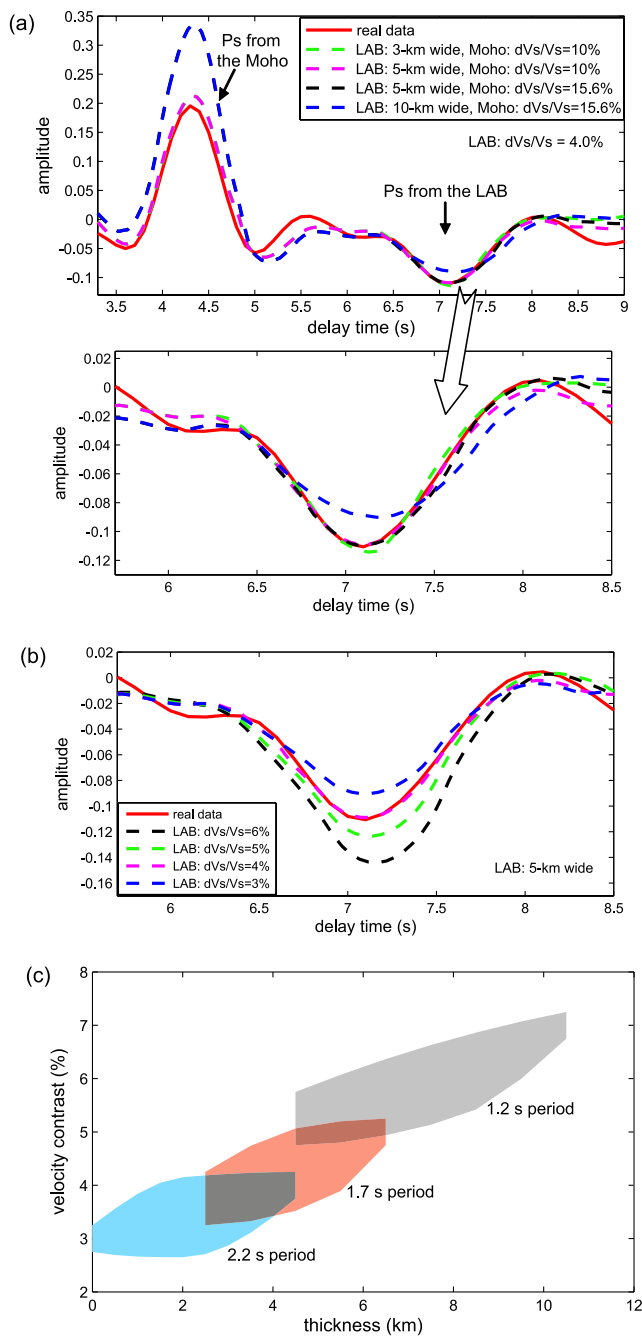 (a)
0.35
0.3
0.25
0.2
0.15
0.1
0.05
0
-0.05
-0.1
amplitude
Ps from
the Moho
real data
LAB: 3-km wide, Moho: dVs/Vs=10%
LAB: 5-km wide, Moho: dVs/Vs=10%
LAB: 5-km wide, Moho: dVs/Vs=15.6%
LAB: 10-km wide, Moho: dVs/Vs=15.6%
LAB: dVs/Vs = 4.0%
Ps from the LAB
3.5 4 4.5 5 5.5 6 6.5 7 7.5 8 8.5 9
delay time (s)
0.02
0
-0.02
-0.04
-0.06
-0.08
-0.1
-0.12
amplitude
6 6.5 7 7.5 8 8.5
delay time (s)
(b)
0.02
0
-0.02
-0.04
-0.06
-0.08
-0.1
-0.12
-0.14
-0.16
amplitude
real data
LAB: dVs/Vs=6%
LAB: dVs/Vs=5%
LAB: dVs/Vs=4%
LAB: dVs/Vs=3%
LAB: 5-km wide
6 6.5 7 7.5 8 8.5
delay time (s)
(c)
8
7
6
5
4
3
2
velocity contrast (%)
1.2 s period
1.7 s period
2.2 s period
0 2 4 6 8 10 12
thickness (km)